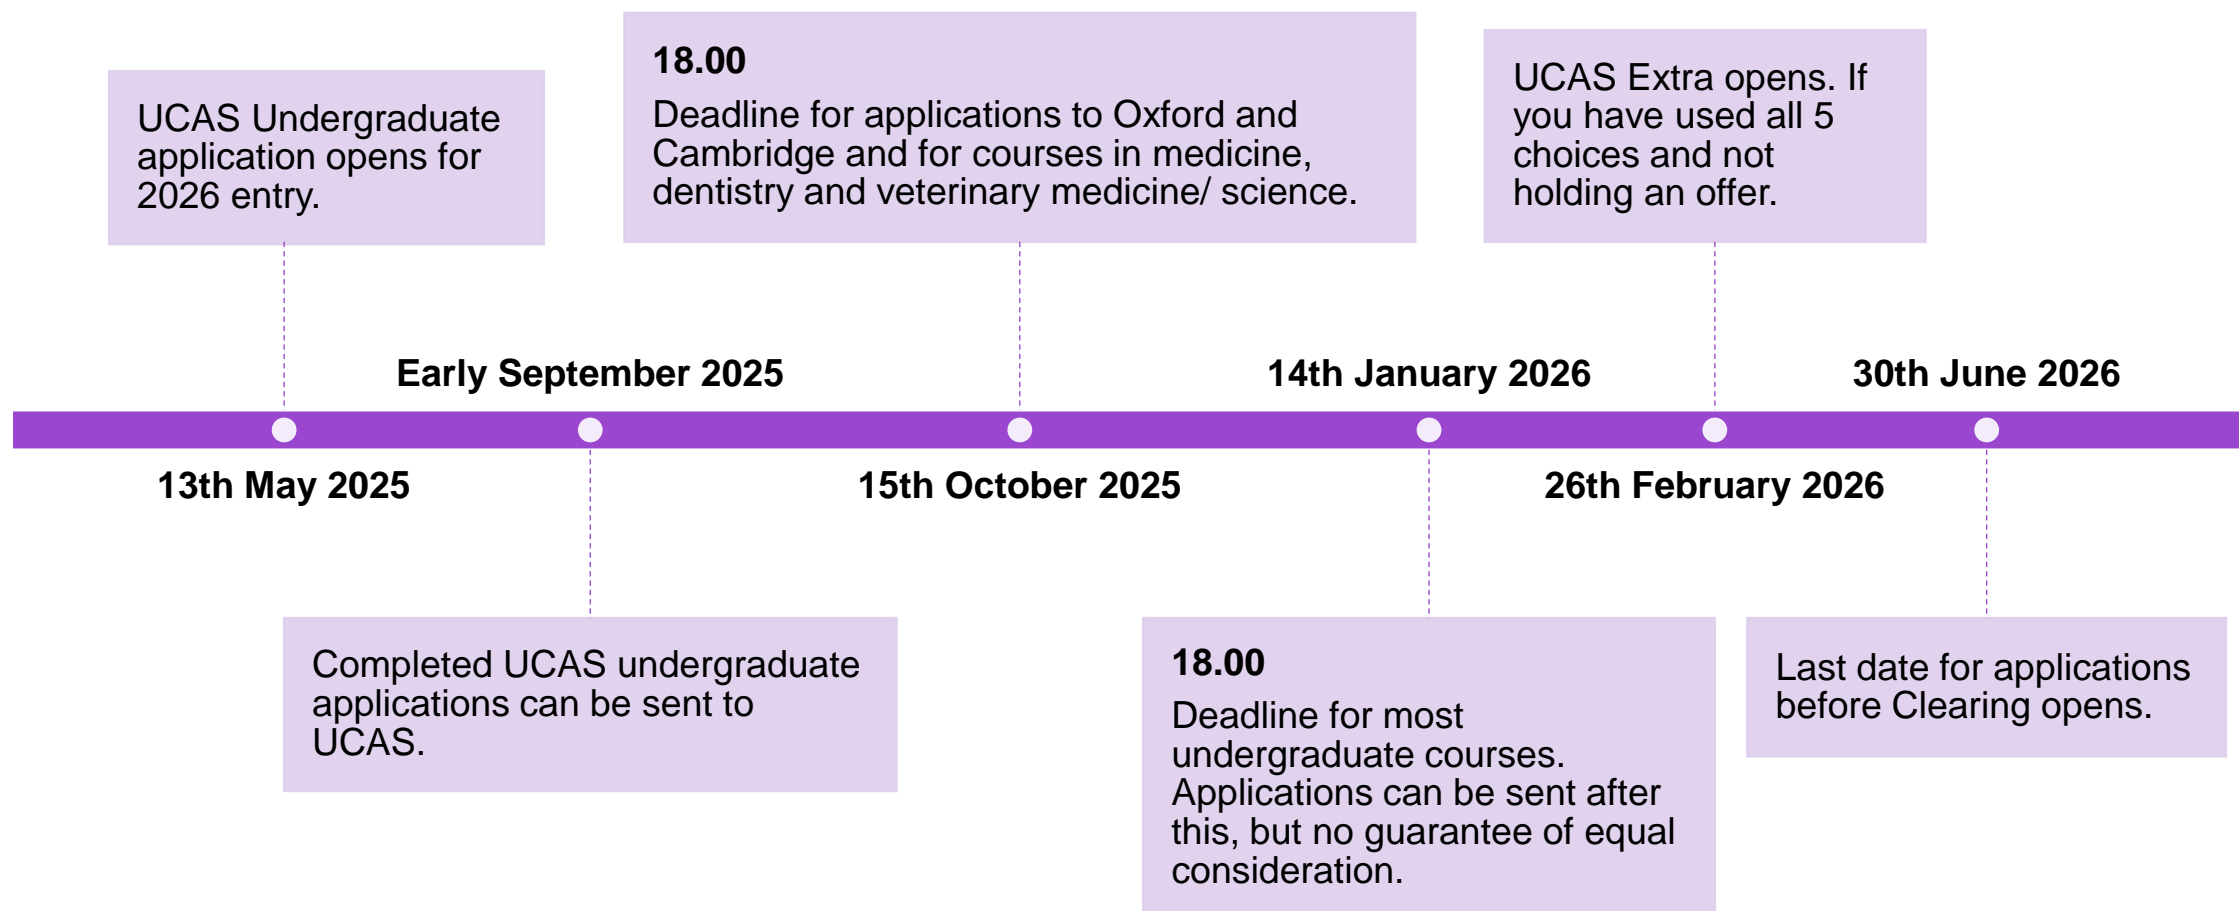 UCAS Undergraduate
application opens for
2026 entry.
18.00
Deadline for applications to Oxford and
Cambridge and for courses in medicine,
dentistry and veterinary medicine/ science.
UCAS Extra opens. If
you have used all 5
choices and not
holding an offer.
Early September 2025
14th January 2026
30th June 2026
13th May 2025
15th October 2025
26th February 2026
Completed UCAS undergraduate
applications can be sent to
UCAS.
18.00
Deadline for most
undergraduate courses.
Applications can be sent after
this, but no guarantee of equal
consideration.
Last date for applications
before Clearing opens.